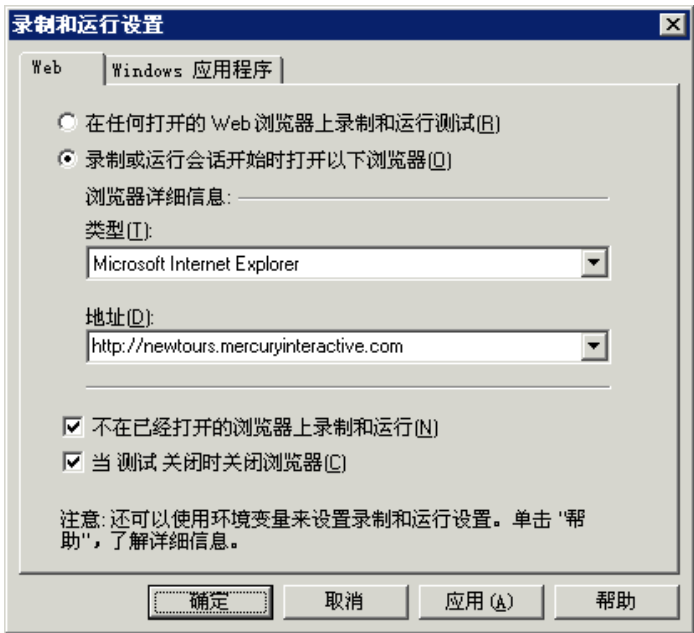 录制和运行设置
Web
Windows 应用程序
在任何打开的 Web 浏览器上录制和运行测试(R)
录制或运行会话开始时打开以下浏览器(O)
浏览器详细信息:
类型(T):
Microsoft Internet Explorer
地址(D):
http://newtours.mercuryinteractive.com
不在已经打开的浏览器上录制和运行(N)
当 测试 关闭时关闭浏览器(C)
注意: 还可以使用环境变量来设置录制和运行设置。单击 "帮
助"，了解详细信息。
确定
取消
应用(A)
帮助